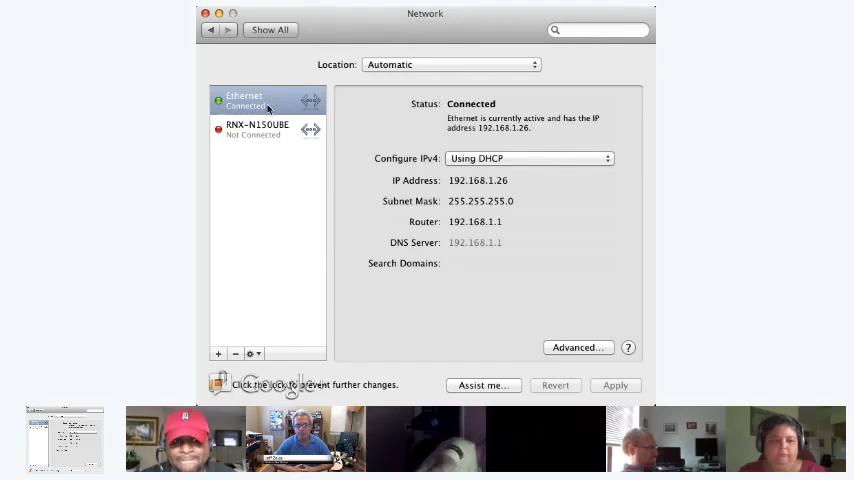 Network
Show All
Location: Automatic
Ethernet
Connected
RNX-N150UBE
Not Connected
Status: Connected
Ethernet is currently active and has the IP
address 192.168.1.26.
Configure IPv4: Using DHCP
IP Address: 192.168.1.26
Subnet Mask: 255.255.255.0
Router: 192.168.1.1
DNS Server: 192.168.1.1
Search Domains:
Advanced... ?
Click the lock to prevent further changes.
Google
Assist me... Revert Apply